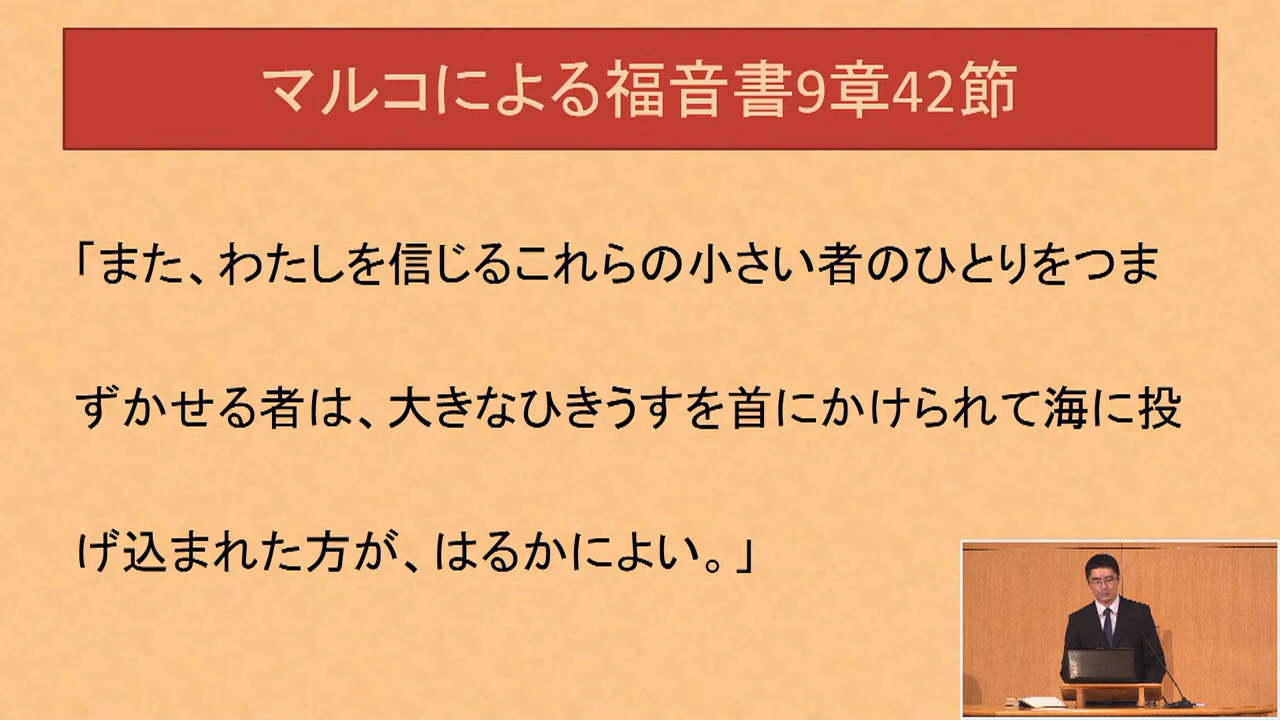 マルコによる福音書9章42節
「また、わたしを信じるこれらの小さい者のひとりをつま
ずかせる者は、大きなひきうすを首にかけられて海に投
げ込まれた方が、はるかによい。」